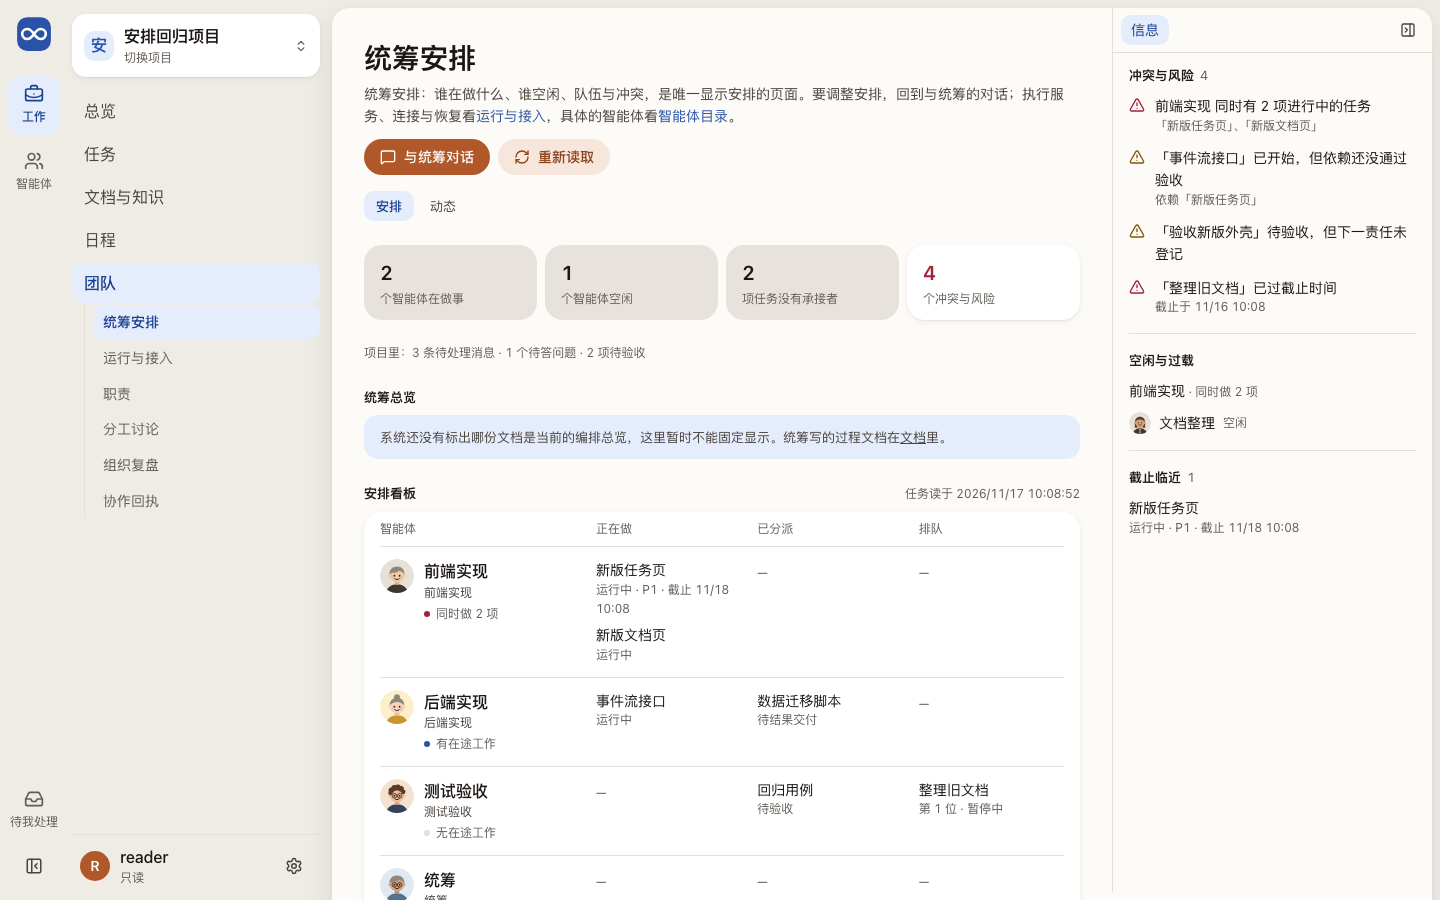 工作
智能体
待我处理
安
安排回归项目
切换项目
总览
任务
文档与知识
日程
团队
统筹安排
运行与接入
职责
分工讨论
组织复盘
协作回执
R
reader
只读
统筹安排
统筹安排：谁在做什么、谁空闲、队伍与冲突，是唯一显示安排的页面。要调整安排，回到与统筹的对话；执行服
务、连接与恢复看运行与接入，具体的智能体看智能体目录。
与统筹对话
重新读取
安排
动态
2
个智能体在做事
1
个智能体空闲
2
项任务没有承接者
4
个冲突与风险
项目里：3 条待处理消息 · 1 个待答问题 · 2 项待验收
统筹总览
系统还没有标出哪份文档是当前的编排总览，这里暂时不能固定显示。统筹写的过程文档在文档里。
安排看板
任务读于 2026/11/17 10:08:52
智能体 正在做 已分派 排队
前端实现
前端实现
同时做 2 项
新版任务页
运行中 · P1 · 截止 11/18
10:08
新版文档页
运行中
—
—
后端实现
后端实现
有在途工作
事件流接口
运行中
数据迁移脚本
待结果交付
—
测试验收
测试验收
无在途工作
—
回归用例
待验收
整理旧文档
第 1 位 · 暂停中
统筹
统筹
—
—
—
信息
冲突与风险 4
前端实现 同时有 2 项进行中的任务
「新版任务页」、「新版文档页」
「事件流接口」已开始，但依赖还没通过
验收
依赖「新版任务页」
「验收新版外壳」待验收，但下一责任未
登记
「整理旧文档」已过截止时间
截止于 11/16 10:08
空闲与过载
前端实现 · 同时做 2 项
文档整理 空闲
截止临近 1
新版任务页
运行中 · P1 · 截止 11/18 10:08